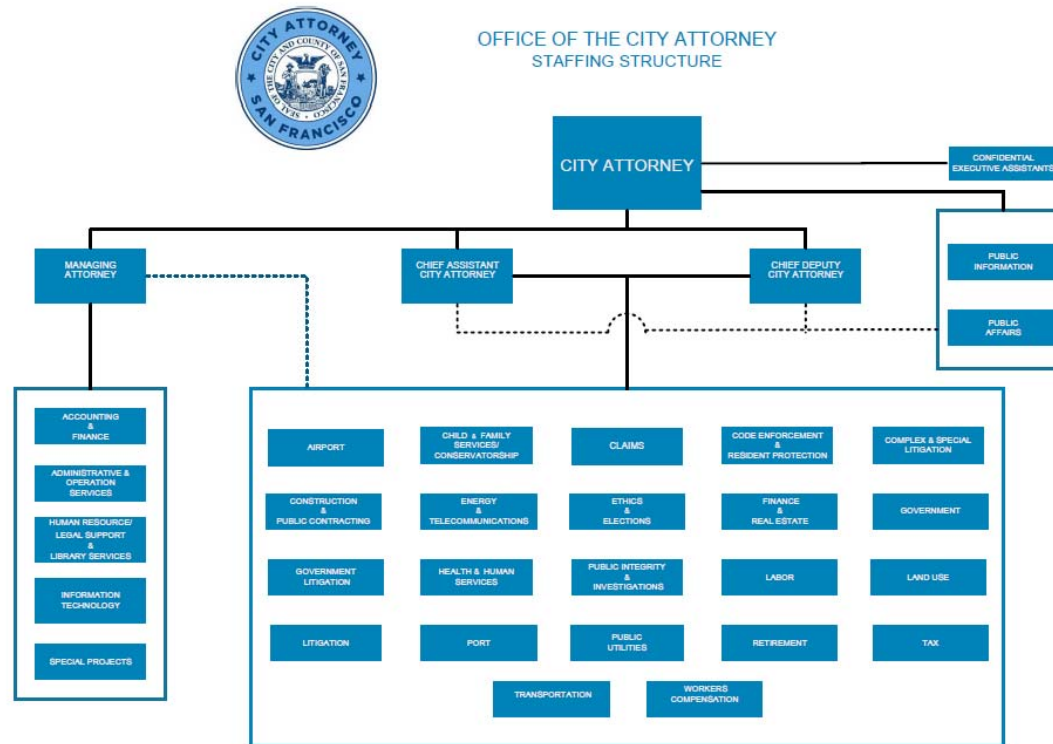 CITY ATTORNEY
SEAL OF THE CITY AND COUNTY OF SAN FRANCISCO
SAN FRANCISCO
OFFICE OF THE CITY ATTORNEY
STAFFING STRUCTURE
CITY ATTORNEY
CONFIDENTIAL
EXECUTIVE ASSISTANTS
MANAGING
ATTORNEY
CHIEF ASSISTANT
CITY ATTORNEY
CHIEF DEPUTY
CITY ATTORNEY
PUBLIC
INFORMATION
PUBLIC
AFFAIRS
ACCOUNTING
&
FINANCE
ADMINISTRATIVE &
OPERATION
SERVICES
HUMAN RESOURCE/
LEGAL SUPPORT
&
LIBRARY SERVICES
INFORMATION
TECHNOLOGY
SPECIAL PROJECTS
AIRPORT
CHILD & FAMILY
SERVICES/
CONSERVATORSHIP
CLAIMS
CODE ENFORCEMENT
&
RESIDENT PROTECTION
COMPLEX & SPECIAL
LITIGATION
CONSTRUCTION
&
PUBLIC CONTRACTING
ENERGY
&
TELECOMMUNICATIONS
ETHICS
&
ELECTIONS
FINANCE
&
REAL ESTATE
GOVERNMENT
GOVERNMENT
LITIGATION
HEALTH & HUMAN
SERVICES
PUBLIC INTEGRITY
&
INVESTIGATIONS
LABOR
LAND USE
LITIGATION
PORT
PUBLIC
UTILITIES
RETIREMENT
TAX
TRANSPORTATION
WORKERS
COMPENSATION